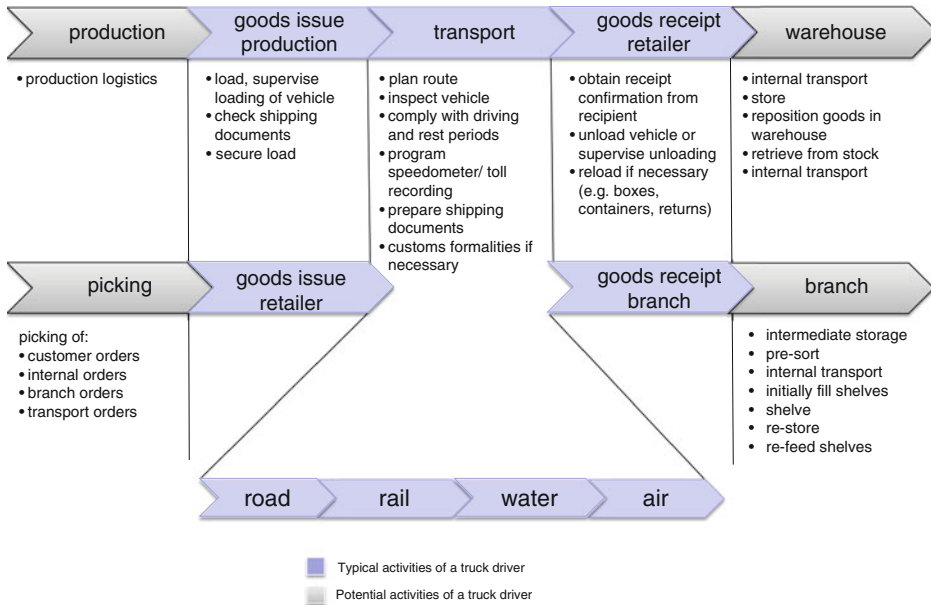 production
goods issue
production
transport
goods receipt
retailer
warehouse
• production logistics
• load, supervise
loading of vehicle
• check shipping
documents
• secure load
• plan route
• inspect vehicle
• comply with driving
and rest periods
• program
speedometer/ toll
recording
• prepare shipping
documents
• customs formalities if
necessary
• obtain receipt
confirmation from
recipient
• unload vehicle or
supervise unloading
• reload if necessary
(e.g. boxes,
containers, returns)
• internal transport
• store
• reposition goods in
warehouse
• retrieve from stock
• internal transport
picking
goods issue
retailer
goods receipt
branch
branch
picking of:
• customer orders
• internal orders
• branch orders
• transport orders
• intermediate storage
• pre-sort
• internal transport
• initially fill shelves
• shelve
• re-store
• re-feed shelves
road
rail
water
air
Typical activities of a truck driver
Potential activities of a truck driver